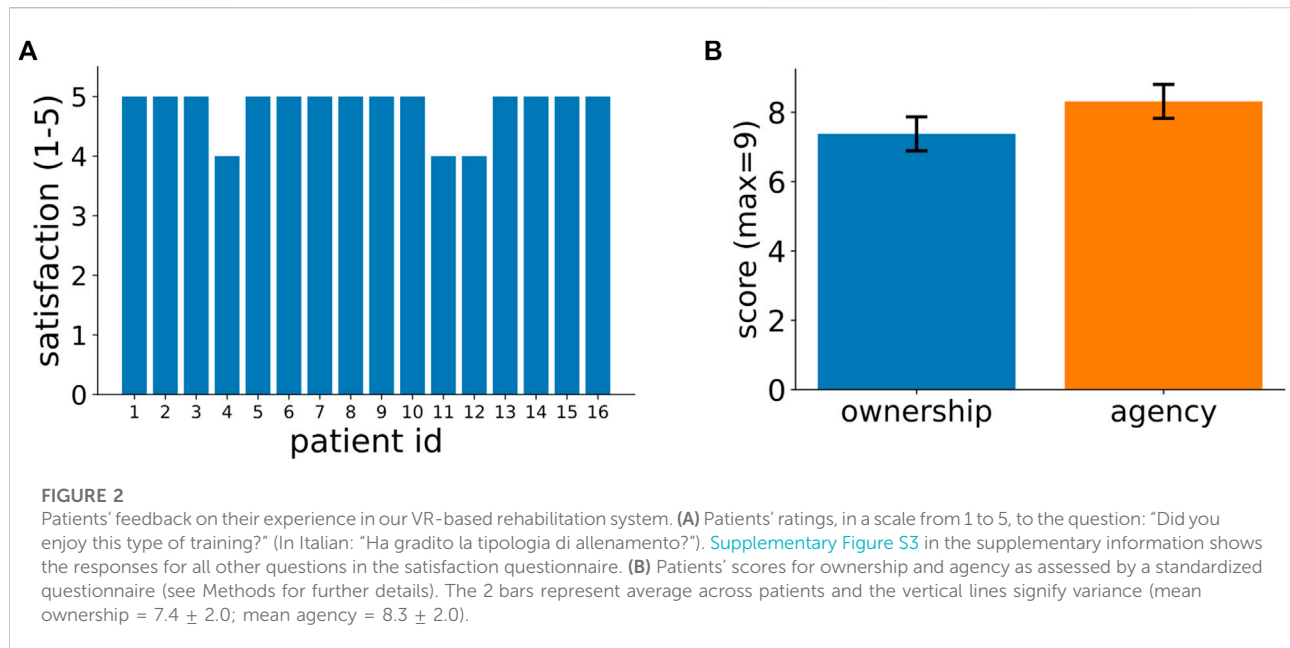 A
satisfaction (1-5)
5
4
3
2
1
0
1 2 3 4 5 6 7 8 9 10 11 12 13 14 15 16
patient id
B
score (max=9)
8
6
4
2
0
ownership agency
FIGURE 2
Patients' feedback on their experience in our VR-based rehabilitation system. (A) Patients' ratings, in a scale from 1 to 5, to the question: “Did you
enjoy this type of training?” (In Italian: “Ha gradito la tipologia di allenamento?”). Supplementary Figure S3 in the supplementary information shows
the responses for all other questions in the satisfaction questionnaire. (B) Patients' scores for ownership and agency as assessed by a standardized
questionnaire (see Methods for further details). The 2 bars represent average across patients and the vertical lines signify variance (mean
ownership = 7.4 ± 2.0; mean agency = 8.3 ± 2.0).